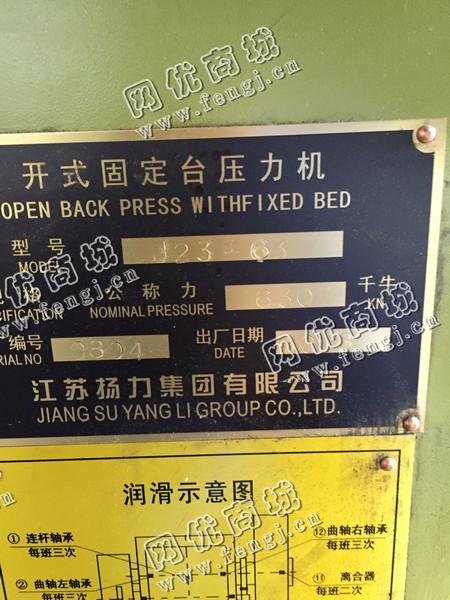 网优商城
www.fengj.cn
开式固定台压力机
OPEN BACK PRESS WITHFIXED BED
型号
MODEL
J23-63
公称力
NOMINAL PRESSURE
630
千牛
KN
编号
0804
出厂日期
DATE
江苏扬力集团有限公司
JIANG SU YANG LI GROUP CO.,LTD.
润滑示意图
① 连杆轴承
每班三次
⑫ 曲轴右轴承
每班三次
② 曲轴左轴承
每班三次
⑪ 离合器
每班二次
网优商城
www.fengj.cn